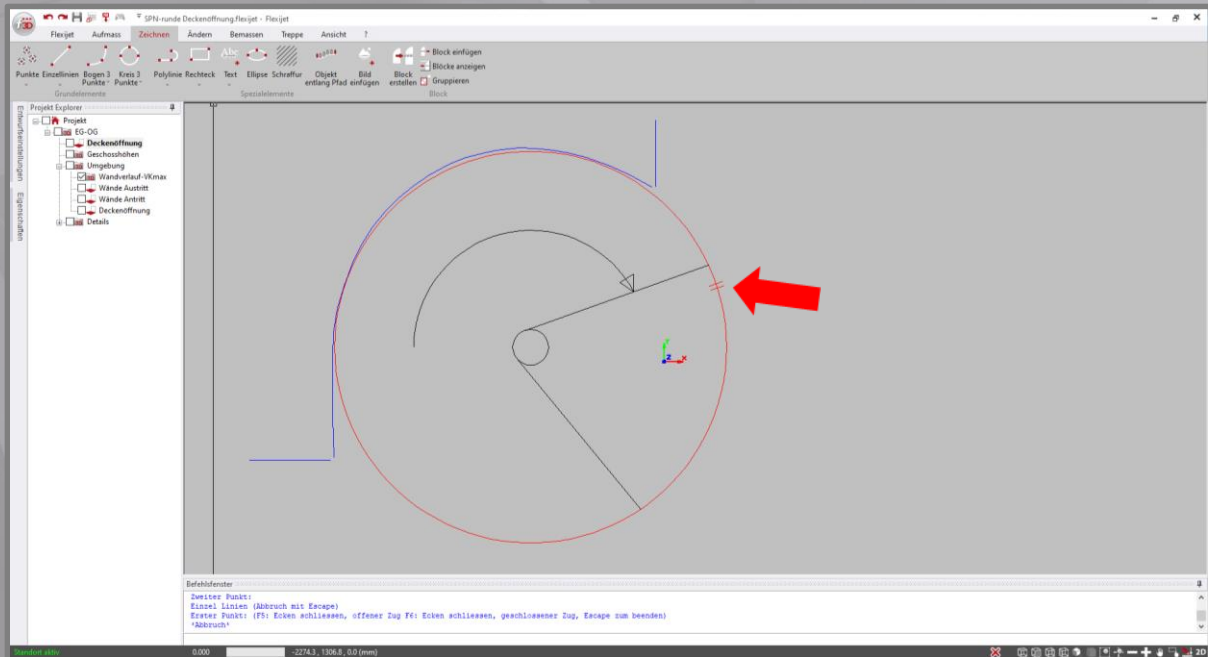 SPN-runde Deckenöffnung.flexijet - Flexijet
Flexijet Aufmass Zeichnen Ändern Bemassen Treppe Ansicht ?
Punkte Einzellinien Bogen 3 Punkte Kreis 3 Punkte Polylinie Rechteck Text Ellipse Schraffur Objekt entlang Pfad Bild einfügen Block erstellen
Abc
Block einfügen
Blöcke anzeigen
Gruppieren
Grundelemente Spezialelemente Block
Entwurfseinstellungen
Eigenschaften
Projekt Explorer
Projekt
EG-OG
Deckenöffnung
Geschosshöhen
Umgebung
Wandverlauf-VKmax
Wände Austritt
Wände Antritt
Deckenöffnung
Details
Y
Z X
Befehlsfenster
Zweiter Punkt:
Einzel Linien (Abbruch mit Escape)
Erster Punkt: (F5: Ecken schliessen, offener Zug F6: Ecken schliessen, geschlossener Zug, Escape zum beenden)
*Abbruch*
Standort aktiv 0.000 -2274.3, 1306.8, 0.0 (mm) 2D